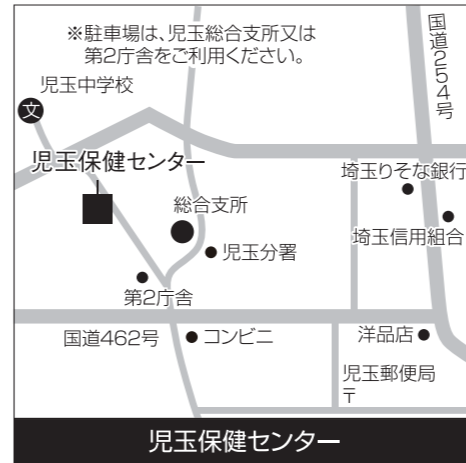 ※駐車場は、児玉総合支所又は
第2庁舎をご利用ください。
国道254号
児玉中学校
文
児玉保健センター
埼玉りそな銀行
総合支所
埼玉信用組合
児玉分署
第2庁舎
国道462号
コンビニ
洋品店
児玉郵便局
〒
児玉保健センター